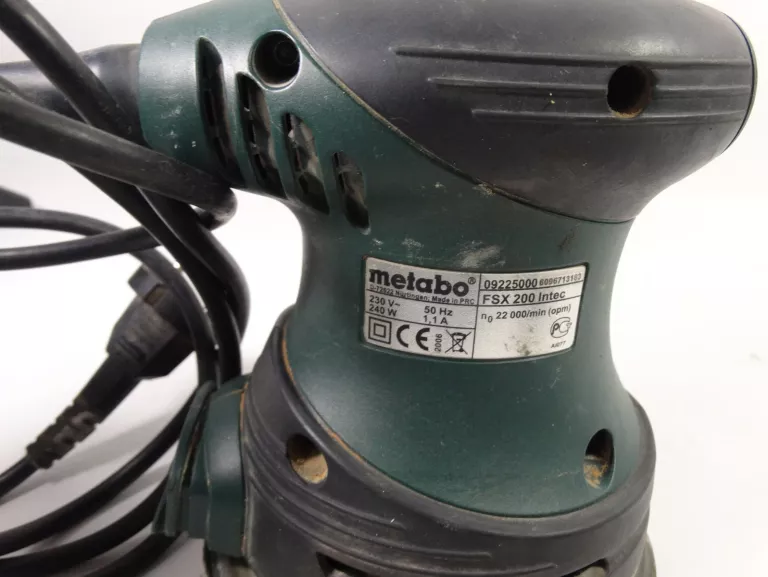 metabo®
D-72622 Nürtingen, Made in PRC
230 V~ 50 Hz
240 W 1,1 A
CE
2006
09225000 6006713182
FSX 200 Intec
n0 22 000/min (opm)